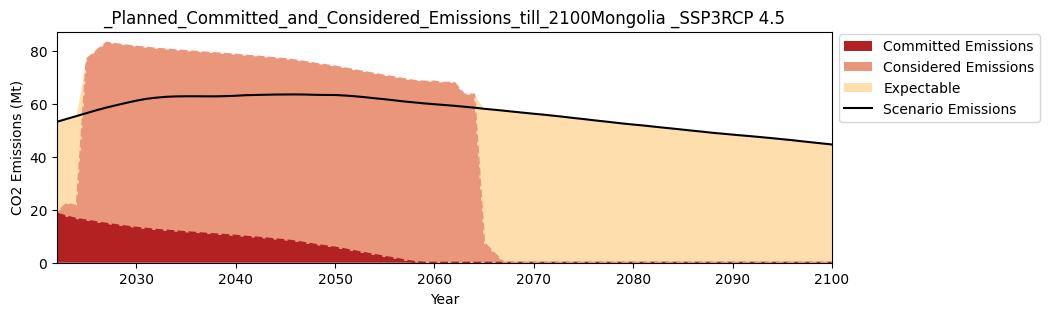 _Planned_Committed_and_Considered_Emissions_till_2100Mongolia _SSP3RCP 4.5
Committed Emissions
Considered Emissions
Expectable
Scenario Emissions
CO2 Emissions (Mt)
80
60
40
20
0
2030 2040 2050 2060 2070 2080 2090 2100
Year